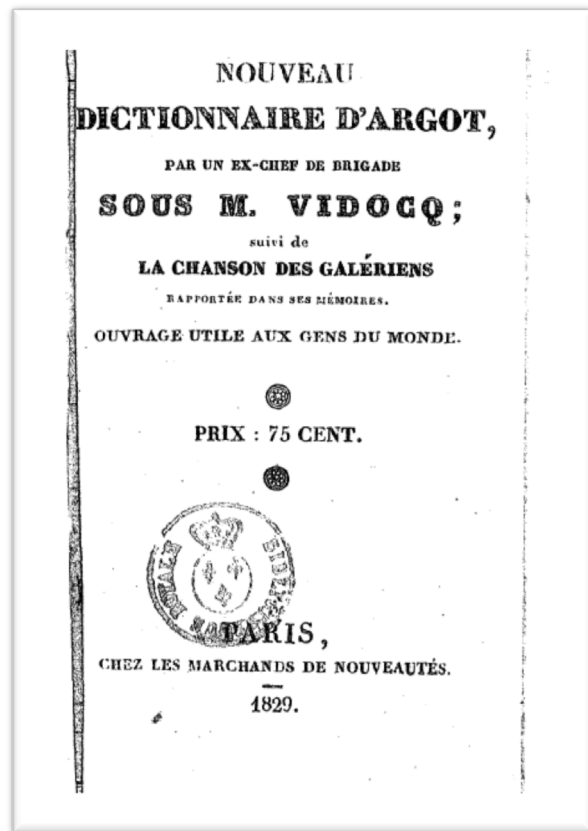 NOUVEAU
DICTIONNAIRE D'ARGOT,
PAR UN EX-CHEF DE BRIGADE
SOUS M. VIDOCQ;
suivi de
LA CHANSON DES GALÉRIENS
RAPPORTÉE DANS SES MÉMOIRES.
OUVRAGE UTILE AUX GENS DU MONDE.
PRIX : 75 CENT.
PARIS,
CHEZ LES MARCHANDS DE NOUVEAUTÉS.
1829.